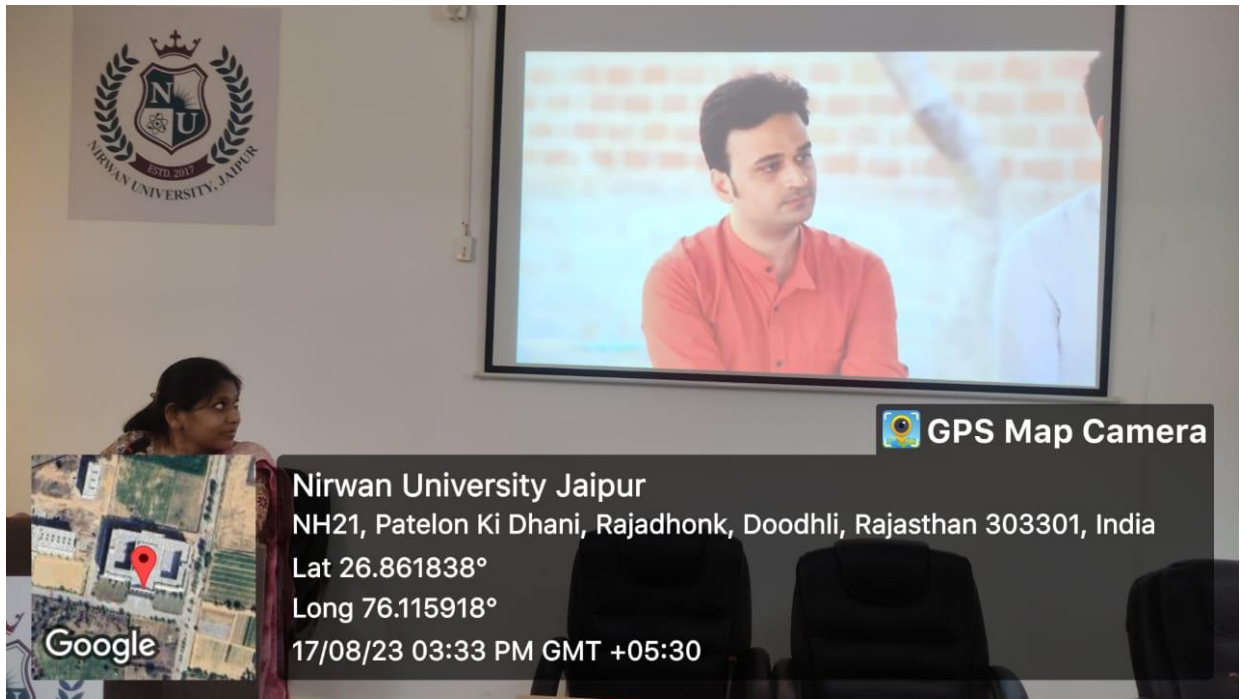 N
U
ESTD. 2017
NIRWAN UNIVERSITY, JAIPUR
GPS Map Camera
Nirwan University Jaipur
NH21, Patelon Ki Dhani, Rajadhonk, Doodhli, Rajasthan 303301, India
Lat 26.861838°
Long 76.115918°
17/08/23 03:33 PM GMT +05:30
Google
N